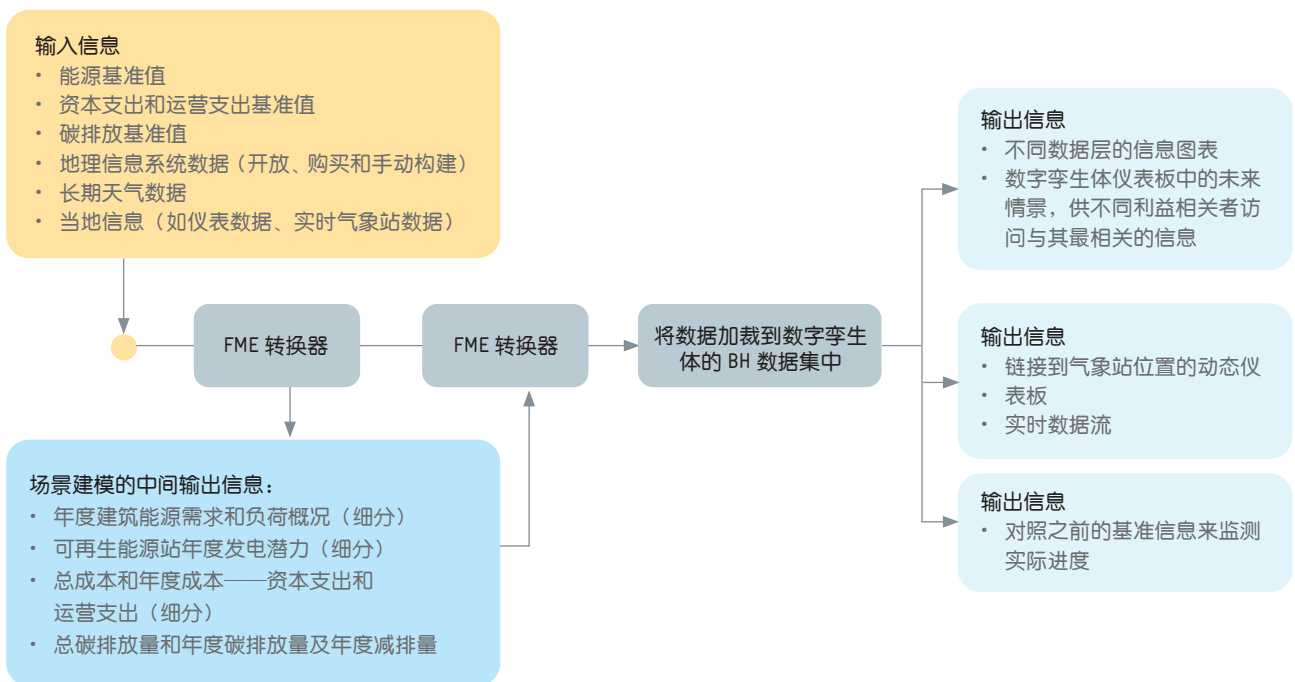 输入信息
• 能源基准值
• 资本支出和运营支出基准值
• 碳排放基准值
• 地理信息系统数据（开放、购买和手动构建）
• 长期天气数据
• 当地信息（如仪表数据、实时气象站数据）
FME 转换器
FME 转换器
将数据加裁到数字孪生
体的 BH 数据集中
场景建模的中间输出信息：
• 年度建筑能源需求和负荷概况（细分）
• 可再生能源站年度发电潜力（细分）
• 总成本和年度成本——资本支出和
运营支出（细分）
• 总碳排放量和年度碳排放量及年度减排量
输出信息
• 不同数据层的信息图表
• 数字孪生体仪表板中的未来
情景，供不同利益相关者访
问与其最相关的信息
输出信息
• 链接到气象站位置的动态仪
• 表板
• 实时数据流
输出信息
• 对照之前的基准信息来监测
实际进度